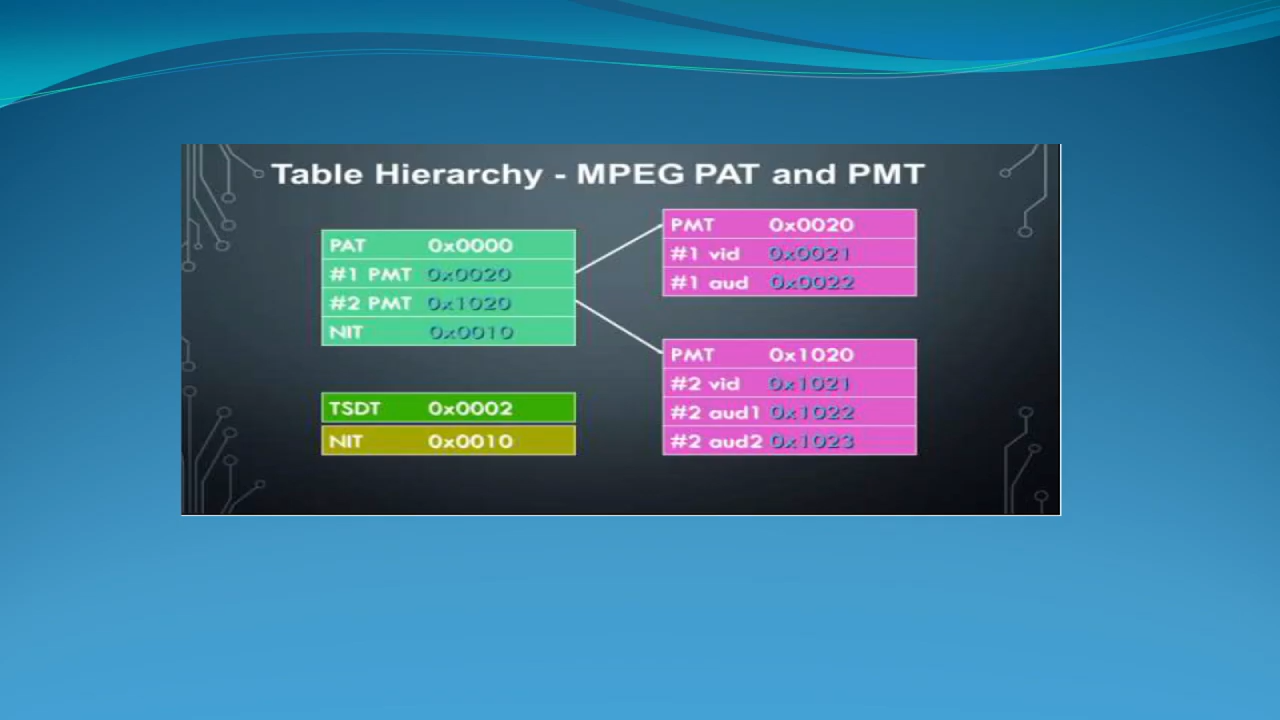 Table Hierarchy - MPEG PAT and PMT
PAT 0x0000
#1 PMT 0x0020
#2 PMT 0x1020
NIT 0x0010
TSDT 0x0002
NIT 0x0010
PMT 0x0020
#1 vid 0x0021
#1 aud 0x0022
PMT 0x1020
#2 vid 0x1021
#2 aud1 0x1022
#2 aud2 0x1023